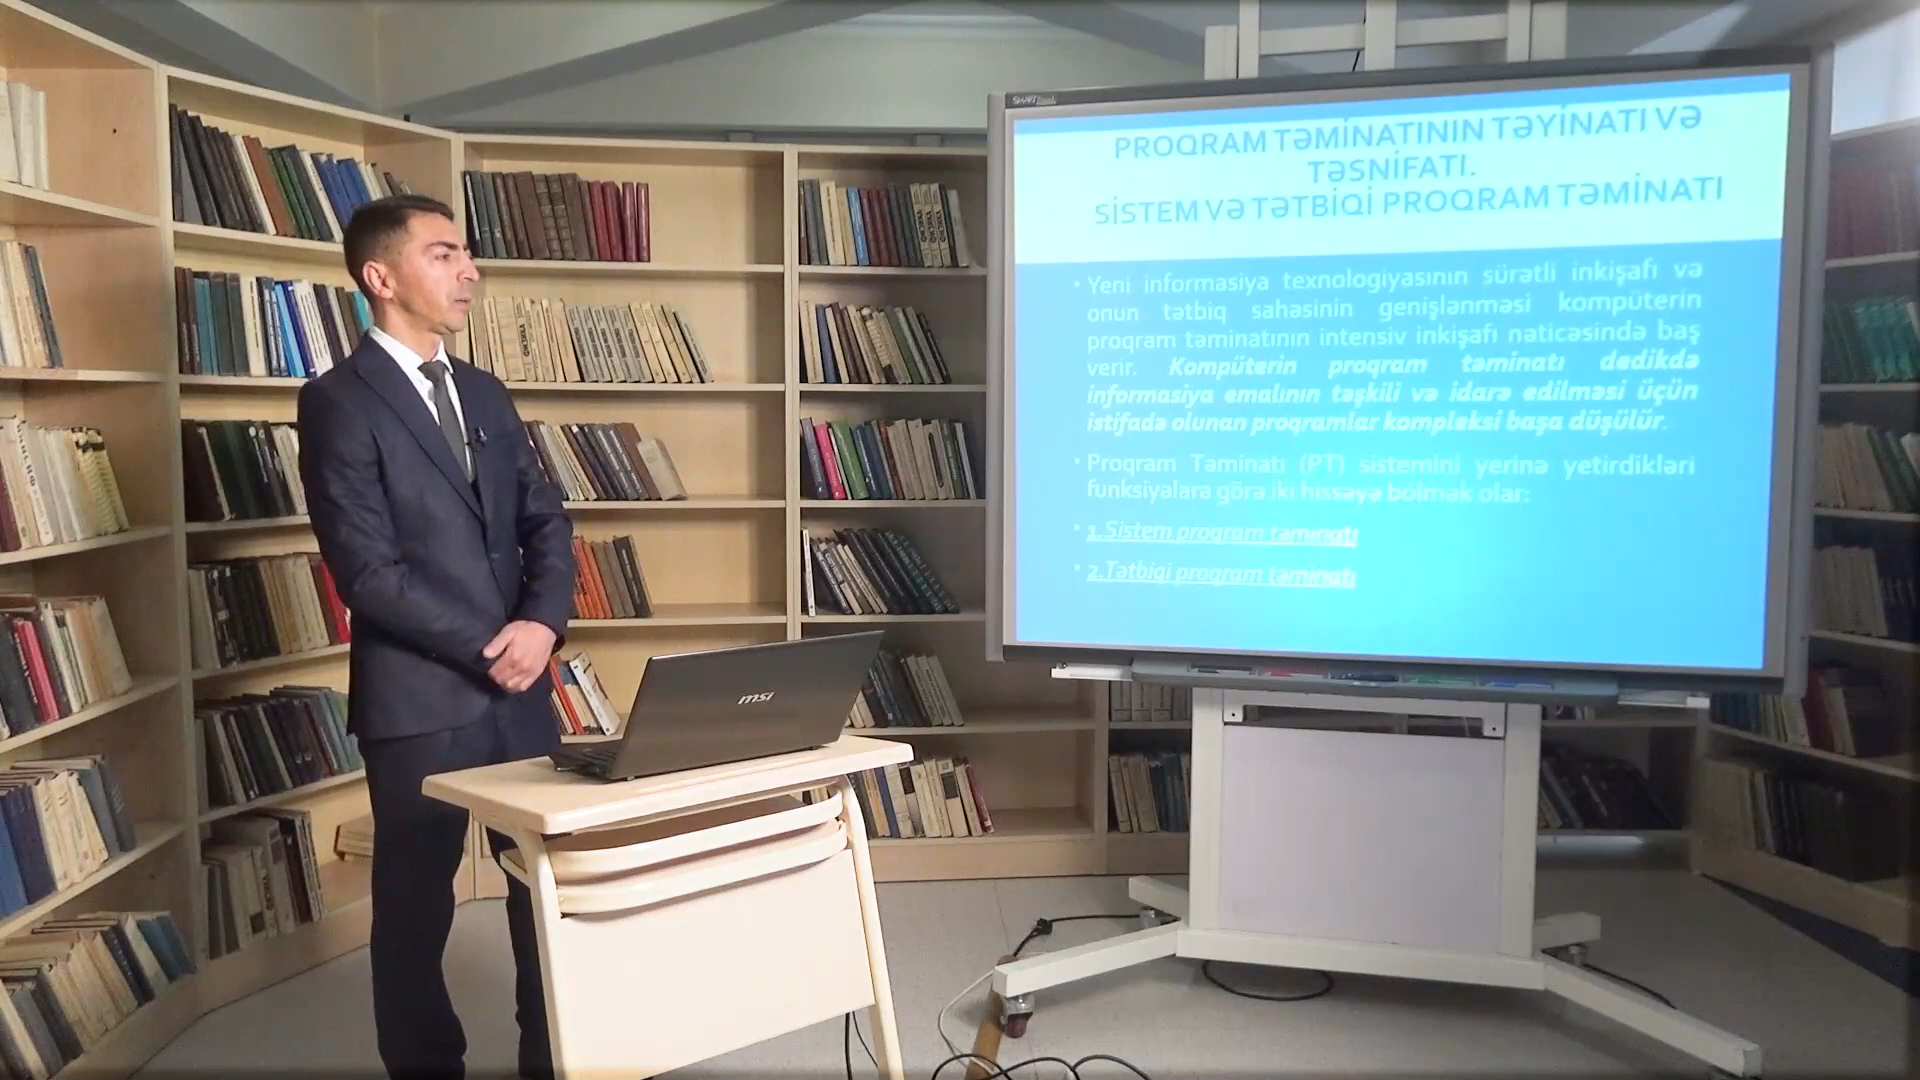 SMART Board
PROQRAM TƏMİNATININ TƏYİNATI VƏ
TƏSNİFATI.
SİSTEM VƏ TƏTBİQİ PROQRAM TƏMİNATI
• Yeni informasiya texnologiyasının sürətli inkişafı və
onun tətbiq sahəsinin genişlənməsi kompüterin
proqram təminatının intensiv inkişafı nəticəsində baş
verir. Kompüterin proqram təminatı dedikdə
informasiya emalının təşkili və idarə edilməsi üçün
istifadə olunan proqramlar kompleksi başa düşülür.
• Proqram Təminatı (PT) sistemini yerinə yetirdikləri
funksiyalara görə iki hissəyə bölmək olar:
• 1.Sistem proqram təminatı
• 2.Tətbiqi proqram təminatı
msi